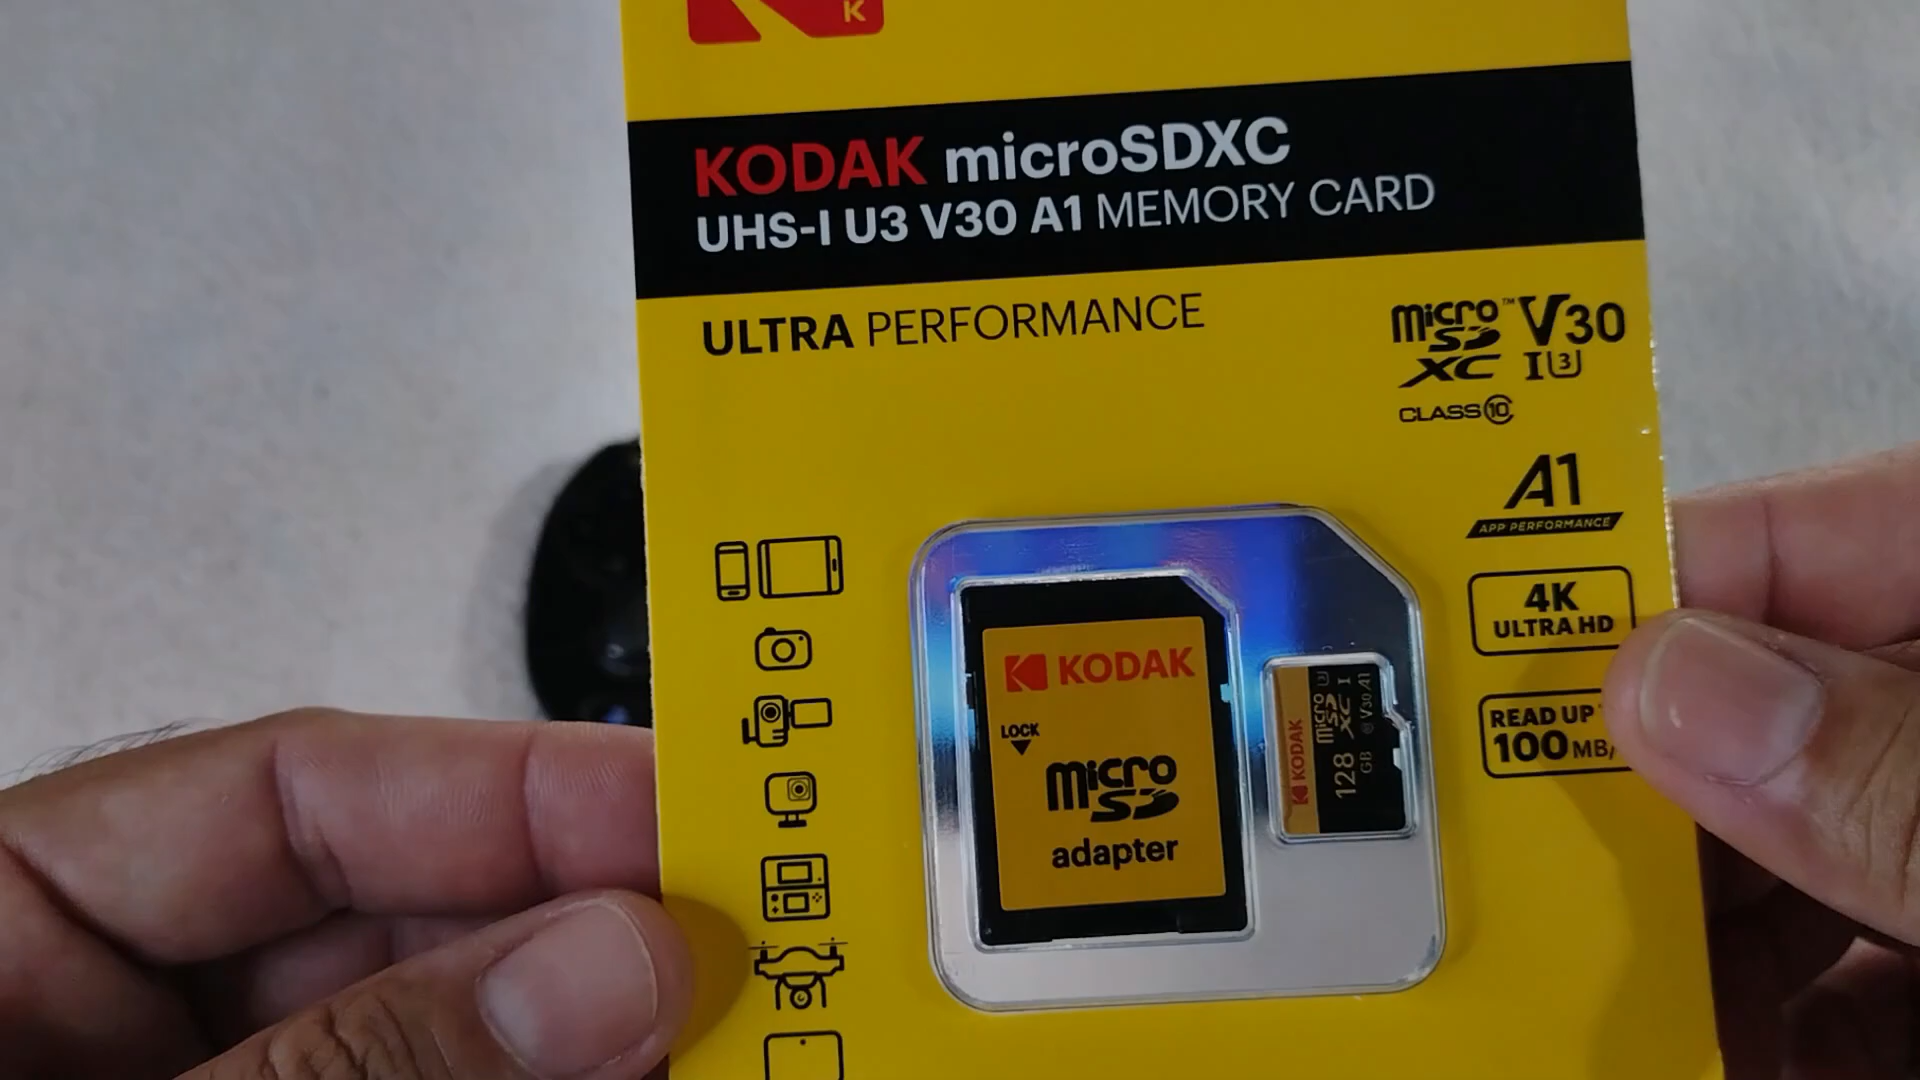 K
KODAK microSDXC
UHS-I U3 V30 A1 MEMORY CARD
ULTRA PERFORMANCE
micro SD XC™ V30
I 3
CLASS 10
A1
APP PERFORMANCE
4K
ULTRA HD
READ UP
100MB/
KODAK
LOCK
micro SD
adapter
KODAK
micro SD XC I 3
V30 A1
128 GB